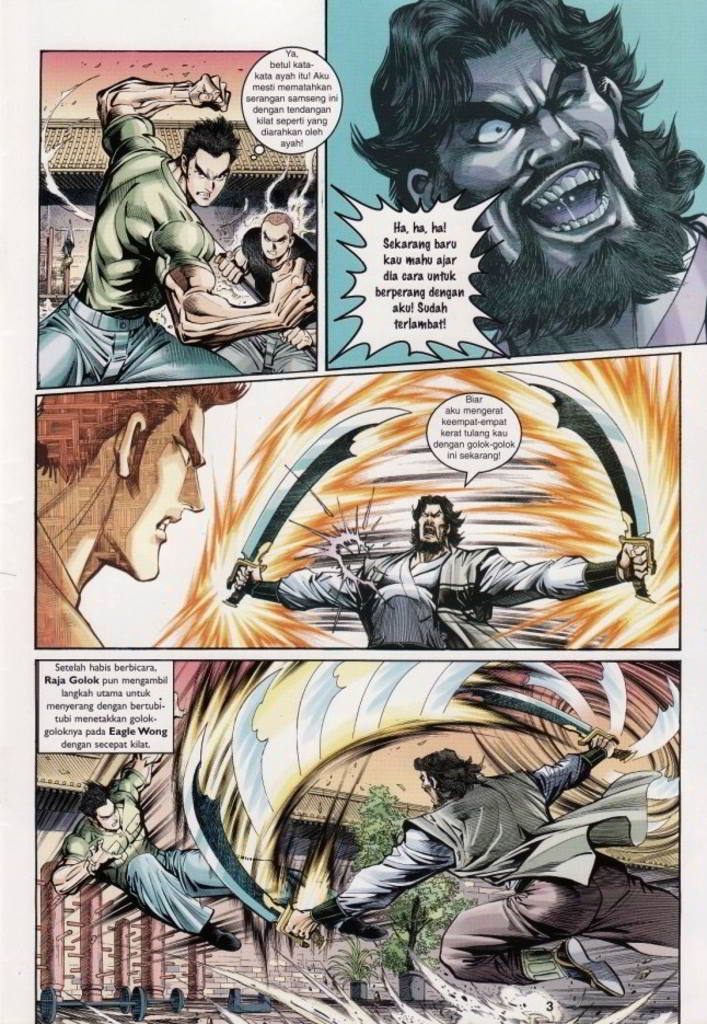 Ya,
betul kata-
kata ayah itu! Aku
mesti mematahkan
serangan samseng ini
dengan tendangan
kilat seperti yang
diarahkan oleh
ayah!
Ha, ha, ha!
Sekarang baru
kau mahu ajar
dia cara untuk
berperang dengan
aku! Sudah
terlambat!
Biar
aku mengerat
keempat-empat
kerat tulang kau
dengan golok-golok
ini sekarang!
Setelah habis berbicara,
Raja Golok pun mengambil
langkah utama untuk
menyerang dengan bertubi-
tubi menetakkan golok-
goloknya pada Eagle Wong
dengan secepat kilat.
3